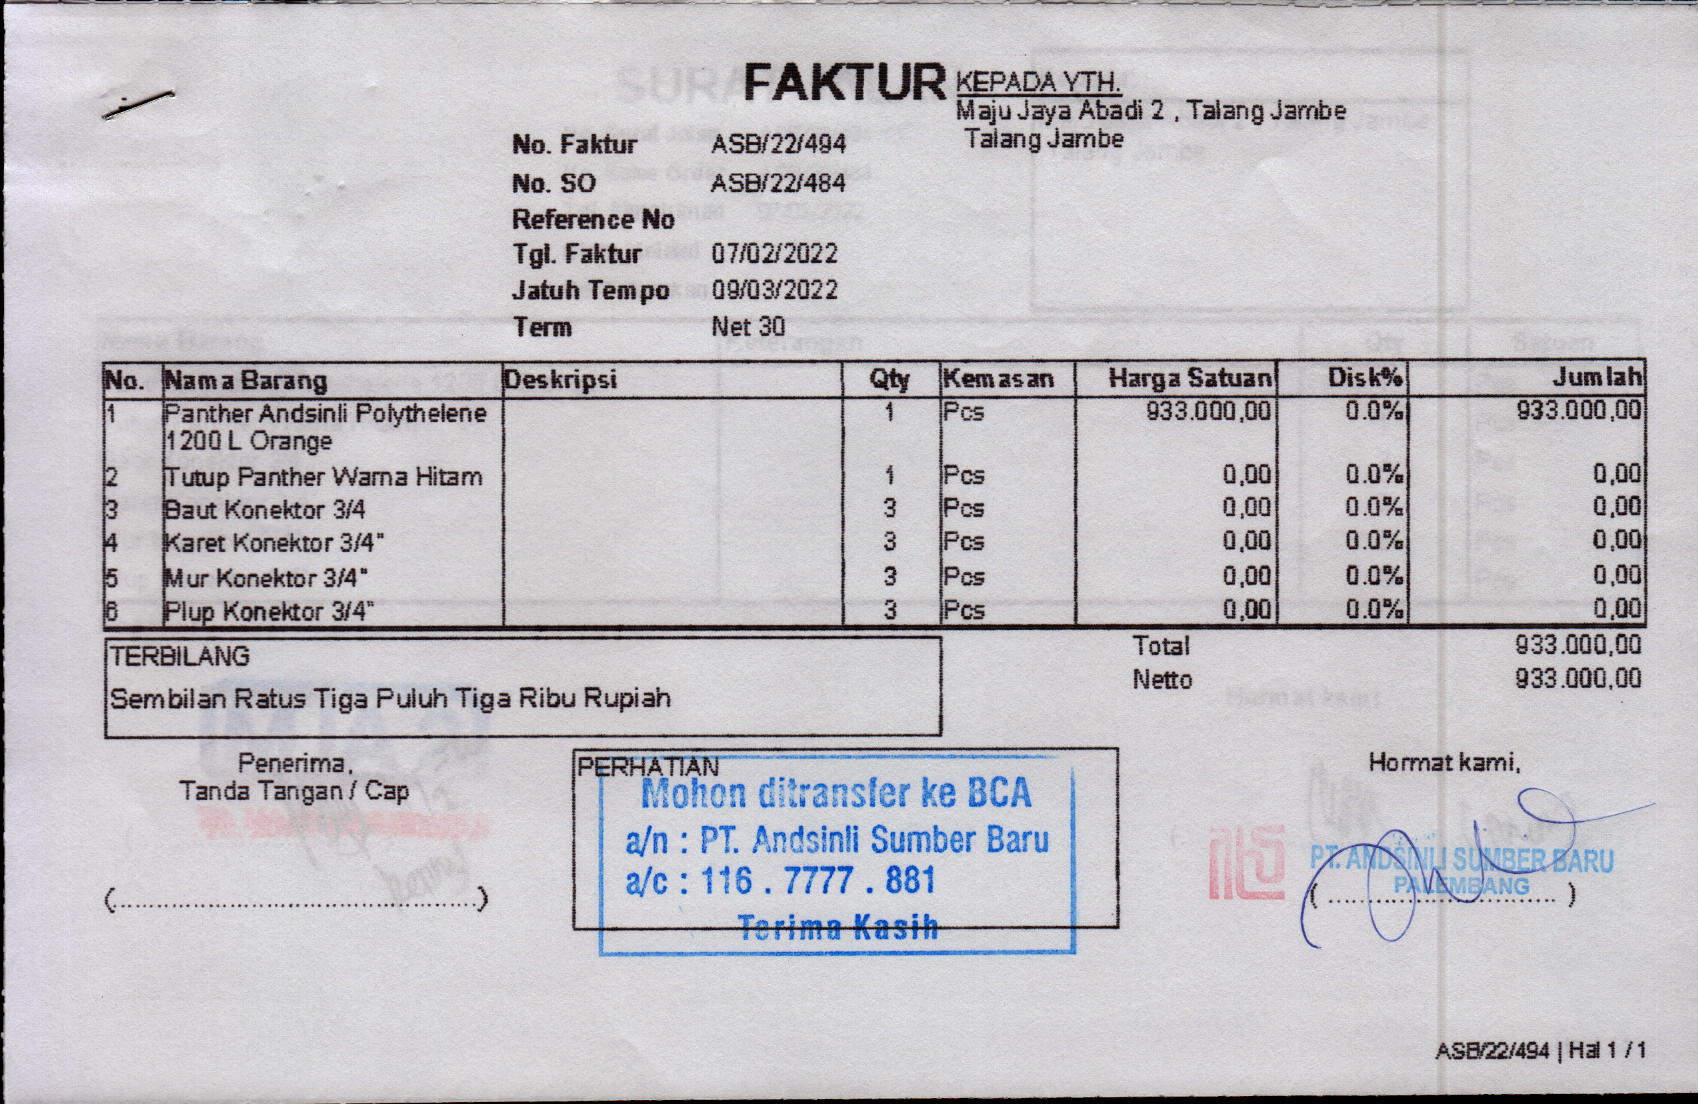 FAKTUR
KEPADA YTH.
Maju Jaya Abadi 2 , Talang Jambe
Talang Jambe
No. Faktur ASB/22/494
No. SO ASB/22/484
Reference No
Tgl. Faktur 07/02/2022
Jatuh Tempo 09/03/2022
Term Net 30
No. Nama Barang Deskripsi Qty Kemasan Harga Satuan Disk% Jumlah
1 Panther Andsinli Polythelene 1 Pcs 933.000,00 0.0% 933.000,00
1200 L Orange
2 Tutup Panther Warna Hitam 1 Pcs 0,00 0.0% 0,00
3 Baut Konektor 3/4 3 Pcs 0,00 0.0% 0,00
4 Karet Konektor 3/4" 3 Pcs 0,00 0.0% 0,00
5 Mur Konektor 3/4" 3 Pcs 0,00 0.0% 0,00
6 Plup Konektor 3/4" 3 Pcs 0,00 0.0% 0,00
Total 933.000,00
Netto 933.000,00
TERBILANG
Sembilan Ratus Tiga Puluh Tiga Ribu Rupiah
Penerima,
Tanda Tangan / Cap
(................................................)
PERHATIAN
Mohon ditransfer ke BCA
a/n : PT. Andsinli Sumber Baru
a/c : 116 . 7777 . 881
Terima Kasih
Hormat kami,
PT. ANDSINLI SUMBER BARU
PALEMBANG
( .............................. )
ASB/22/494 | Hal 1 / 1